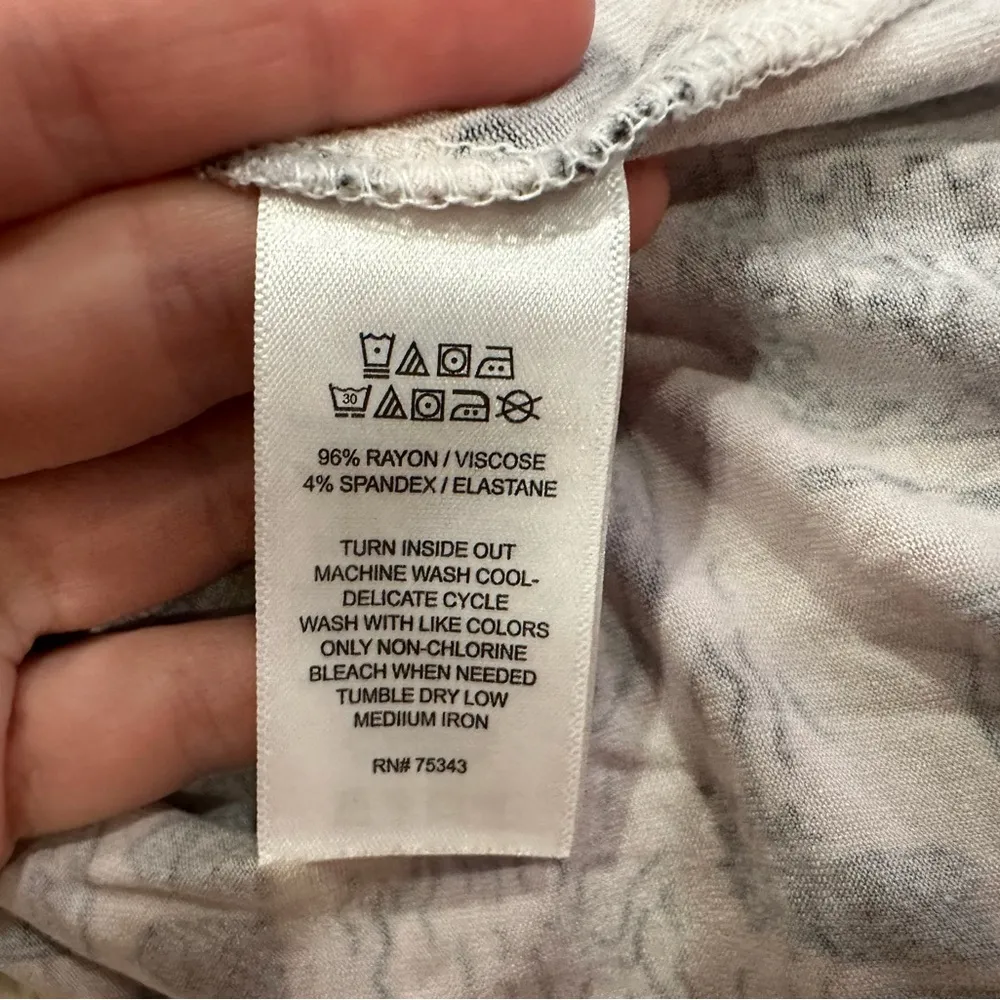 30
96% RAYON / VISCOSE
4% SPANDEX / ELASTANE
TURN INSIDE OUT
MACHINE WASH COOL-
DELICATE CYCLE
WASH WITH LIKE COLORS
ONLY NON-CHLORINE
BLEACH WHEN NEEDED
TUMBLE DRY LOW
MEDIIUM IRON
RN# 75343